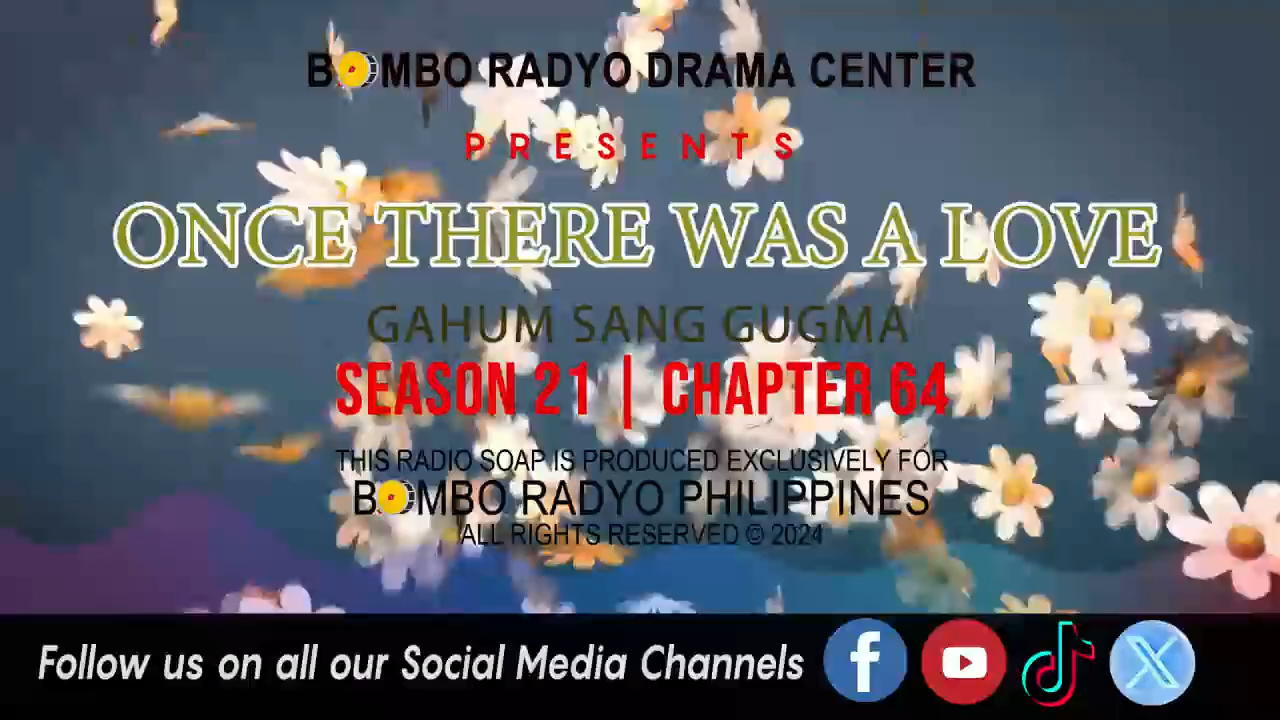 BOMBO RADYO DRAMA CENTER
PRESENTS
ONCE THERE WAS A LOVE
GAHUM SANG GUGMA
SEASON 21 | CHAPTER 64
THIS RADIO SOAP IS PRODUCED EXCLUSIVELY FOR
BOMBO RADYO PHILIPPINES
ALL RIGHTS RESERVED © 2024
Follow us on all our Social Media Channels